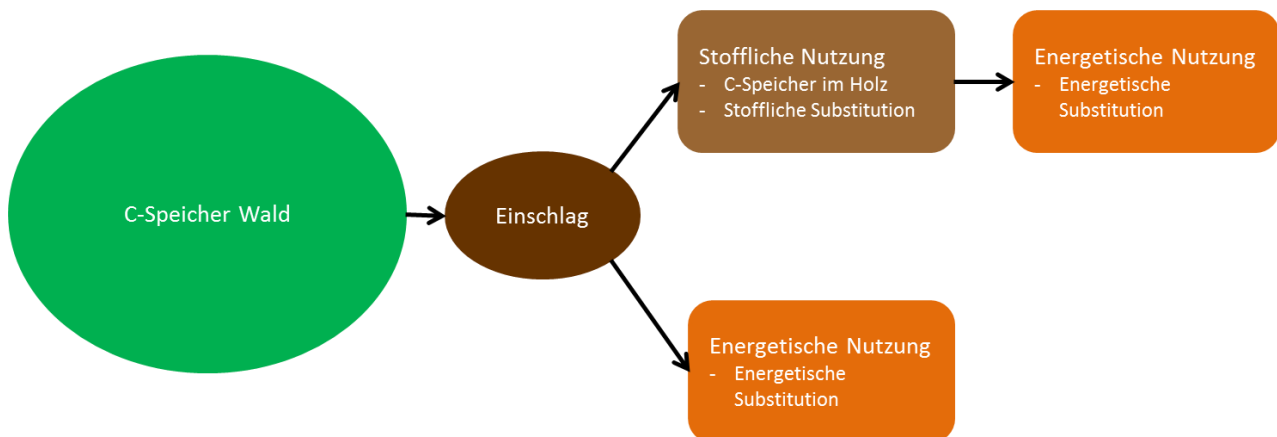 C-Speicher Wald
Einschlag
Stoffliche Nutzung
- C-Speicher im Holz
- Stoffliche Substitution
Energetische Nutzung
- Energetische
Substitution
Energetische Nutzung
- Energetische
Substitution